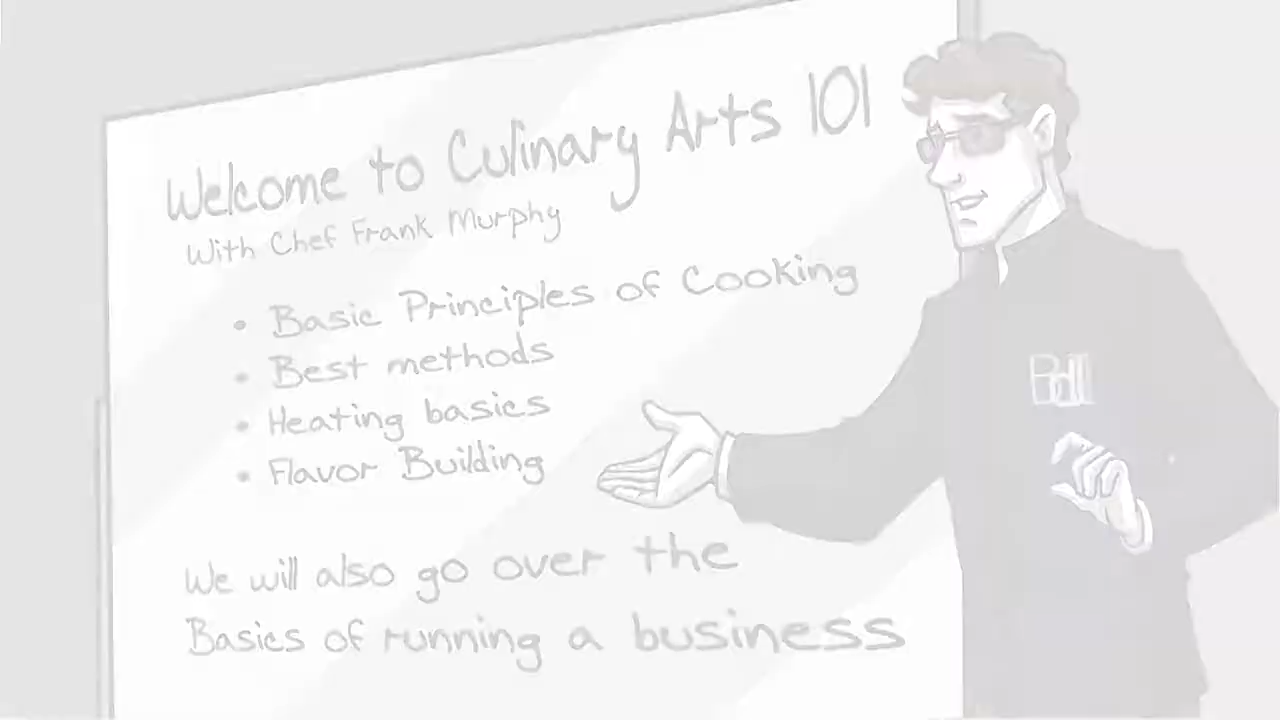 Welcome to Culinary Arts 101
With Chef Frank Murphy
• Basic Principles of Cooking
• Best methods
• Heating basics
• Flavor Building
We will also go over the
Basics of running a business